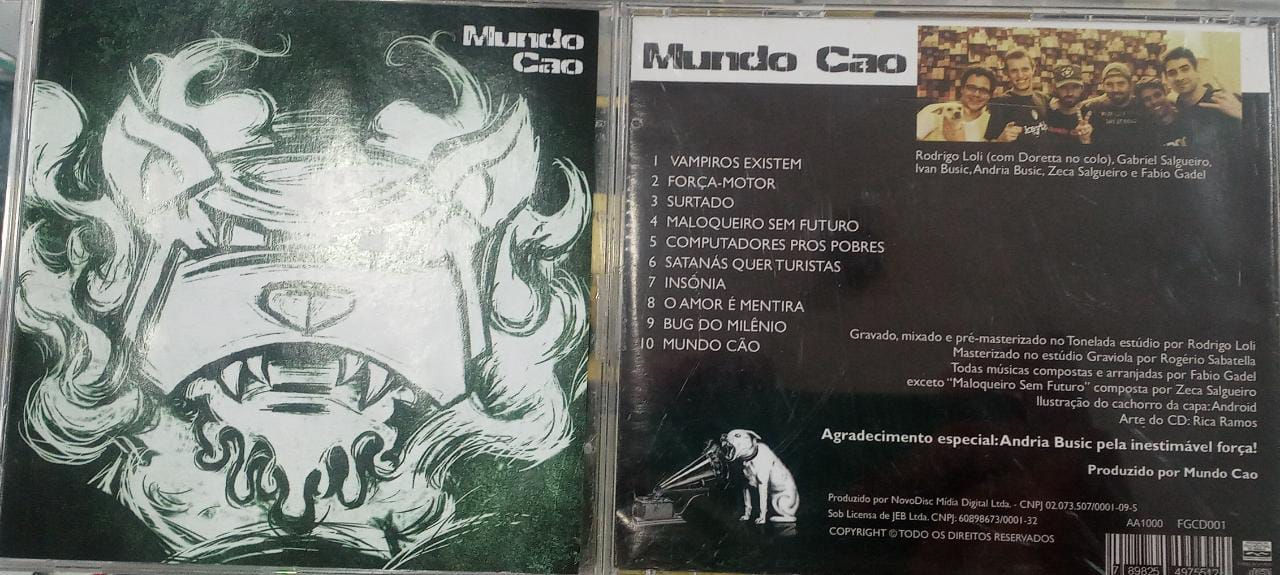 Mundo
Cao
Mundo Cao
1 VAMPIROS EXISTEM
2 FORÇA-MOTOR
3 SURTADO
4 MALOQUEIRO SEM FUTURO
5 COMPUTADORES PROS POBRES
6 SATANÁS QUER TURISTAS
7 INSÓNIA
8 O AMOR É MENTIRA
9 BUG DO MILÊNIO
10 MUNDO CÃO
Rodrigo Loli (com Doretta no colo), Gabriel Salgueiro,
Ivan Busic, Andria Busic, Zeca Salgueiro e Fabio Gadel
Gravado, mixado e pré-masterizado no Tonelada estúdio por Rodrigo Loli
Masterizado no estúdio Graviola por Rogério Sabatella
Todas músicas compostas e arranjadas por Fabio Gadel
exceto "Maloqueiro Sem Futuro" composta por Zeca Salgueiro
Ilustração do cachorro da capa: Android
Arte do CD: Rica Ramos
Agradecimento especial: Andria Busic pela inestimável força!
Produzido por Mundo Cao
Produzido por NovoDisc Mídia Digital Ltda. - CNPJ 02.073.507/0001-09-S
Sob Licensa de JEB Ltda. CNPJ: 60898673/0001-32
COPYRIGHT © TODO OS DIREITOS RESERVADOS
AA1000 FGCD001
7 89825 497551